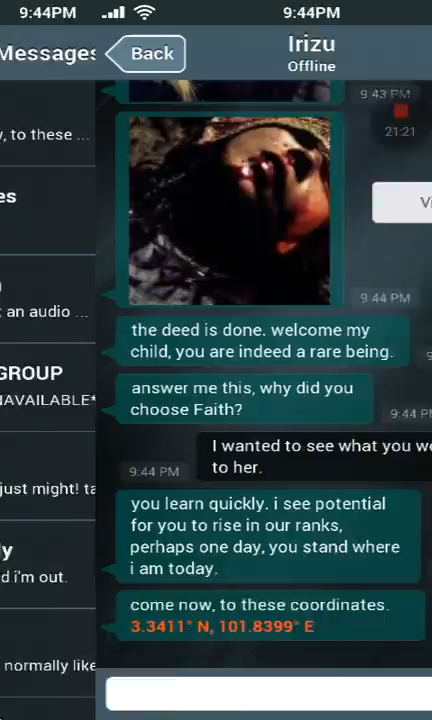 9:44PM
9:44PM
Messages
Back
Irizu
Offline
9:43 PM
21:21
, to these ...
es
t an audio ...
GROUP
NAVAILABLE*
just might! ta
ly
d i'm out.
normally like
9:44 PM
the deed is done. welcome my
child, you are indeed a rare being.
answer me this, why did you
choose Faith?
9:44 PM
I wanted to see what you we
to her.
9:44 PM
you learn quickly. i see potential
for you to rise in our ranks,
perhaps one day, you stand where
i am today.
come now, to these coordinates.
3.3411° N, 101.8399° E